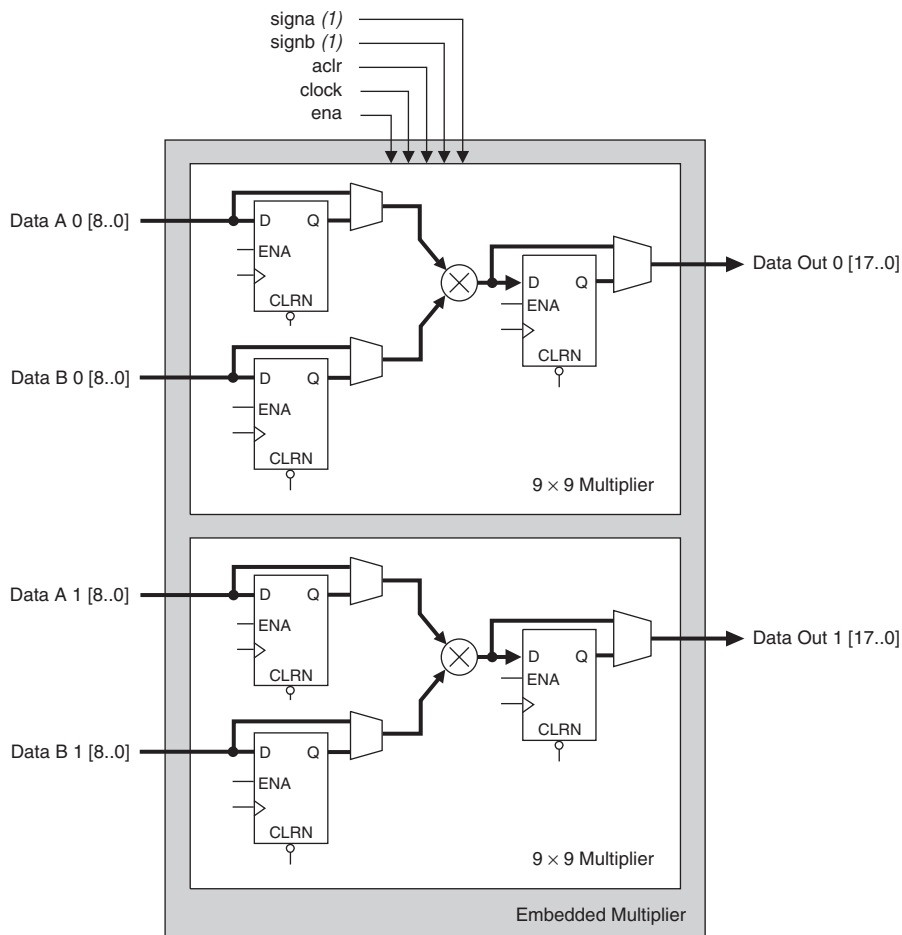 signa (1)
signb (1)
aclr
clock
ena
Data A 0 [8..0]
D Q
ENA
CLRN
Data Out 0 [17..0]
D Q
ENA
CLRN
Data B 0 [8..0]
D Q
ENA
CLRN
9 × 9 Multiplier
Data A 1 [8..0]
D Q
ENA
CLRN
Data Out 1 [17..0]
D Q
ENA
CLRN
Data B 1 [8..0]
D Q
ENA
CLRN
9 × 9 Multiplier
Embedded Multiplier